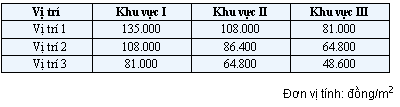 Vị trí Khu vực I Khu vực II Khu vực III
Vị trí 1 135.000 108.000 81.000
Vị trí 2 108.000 86.400 64.800
Vị trí 3 81.000 64.800 48.600
Đơn vị tính: đồng/m²